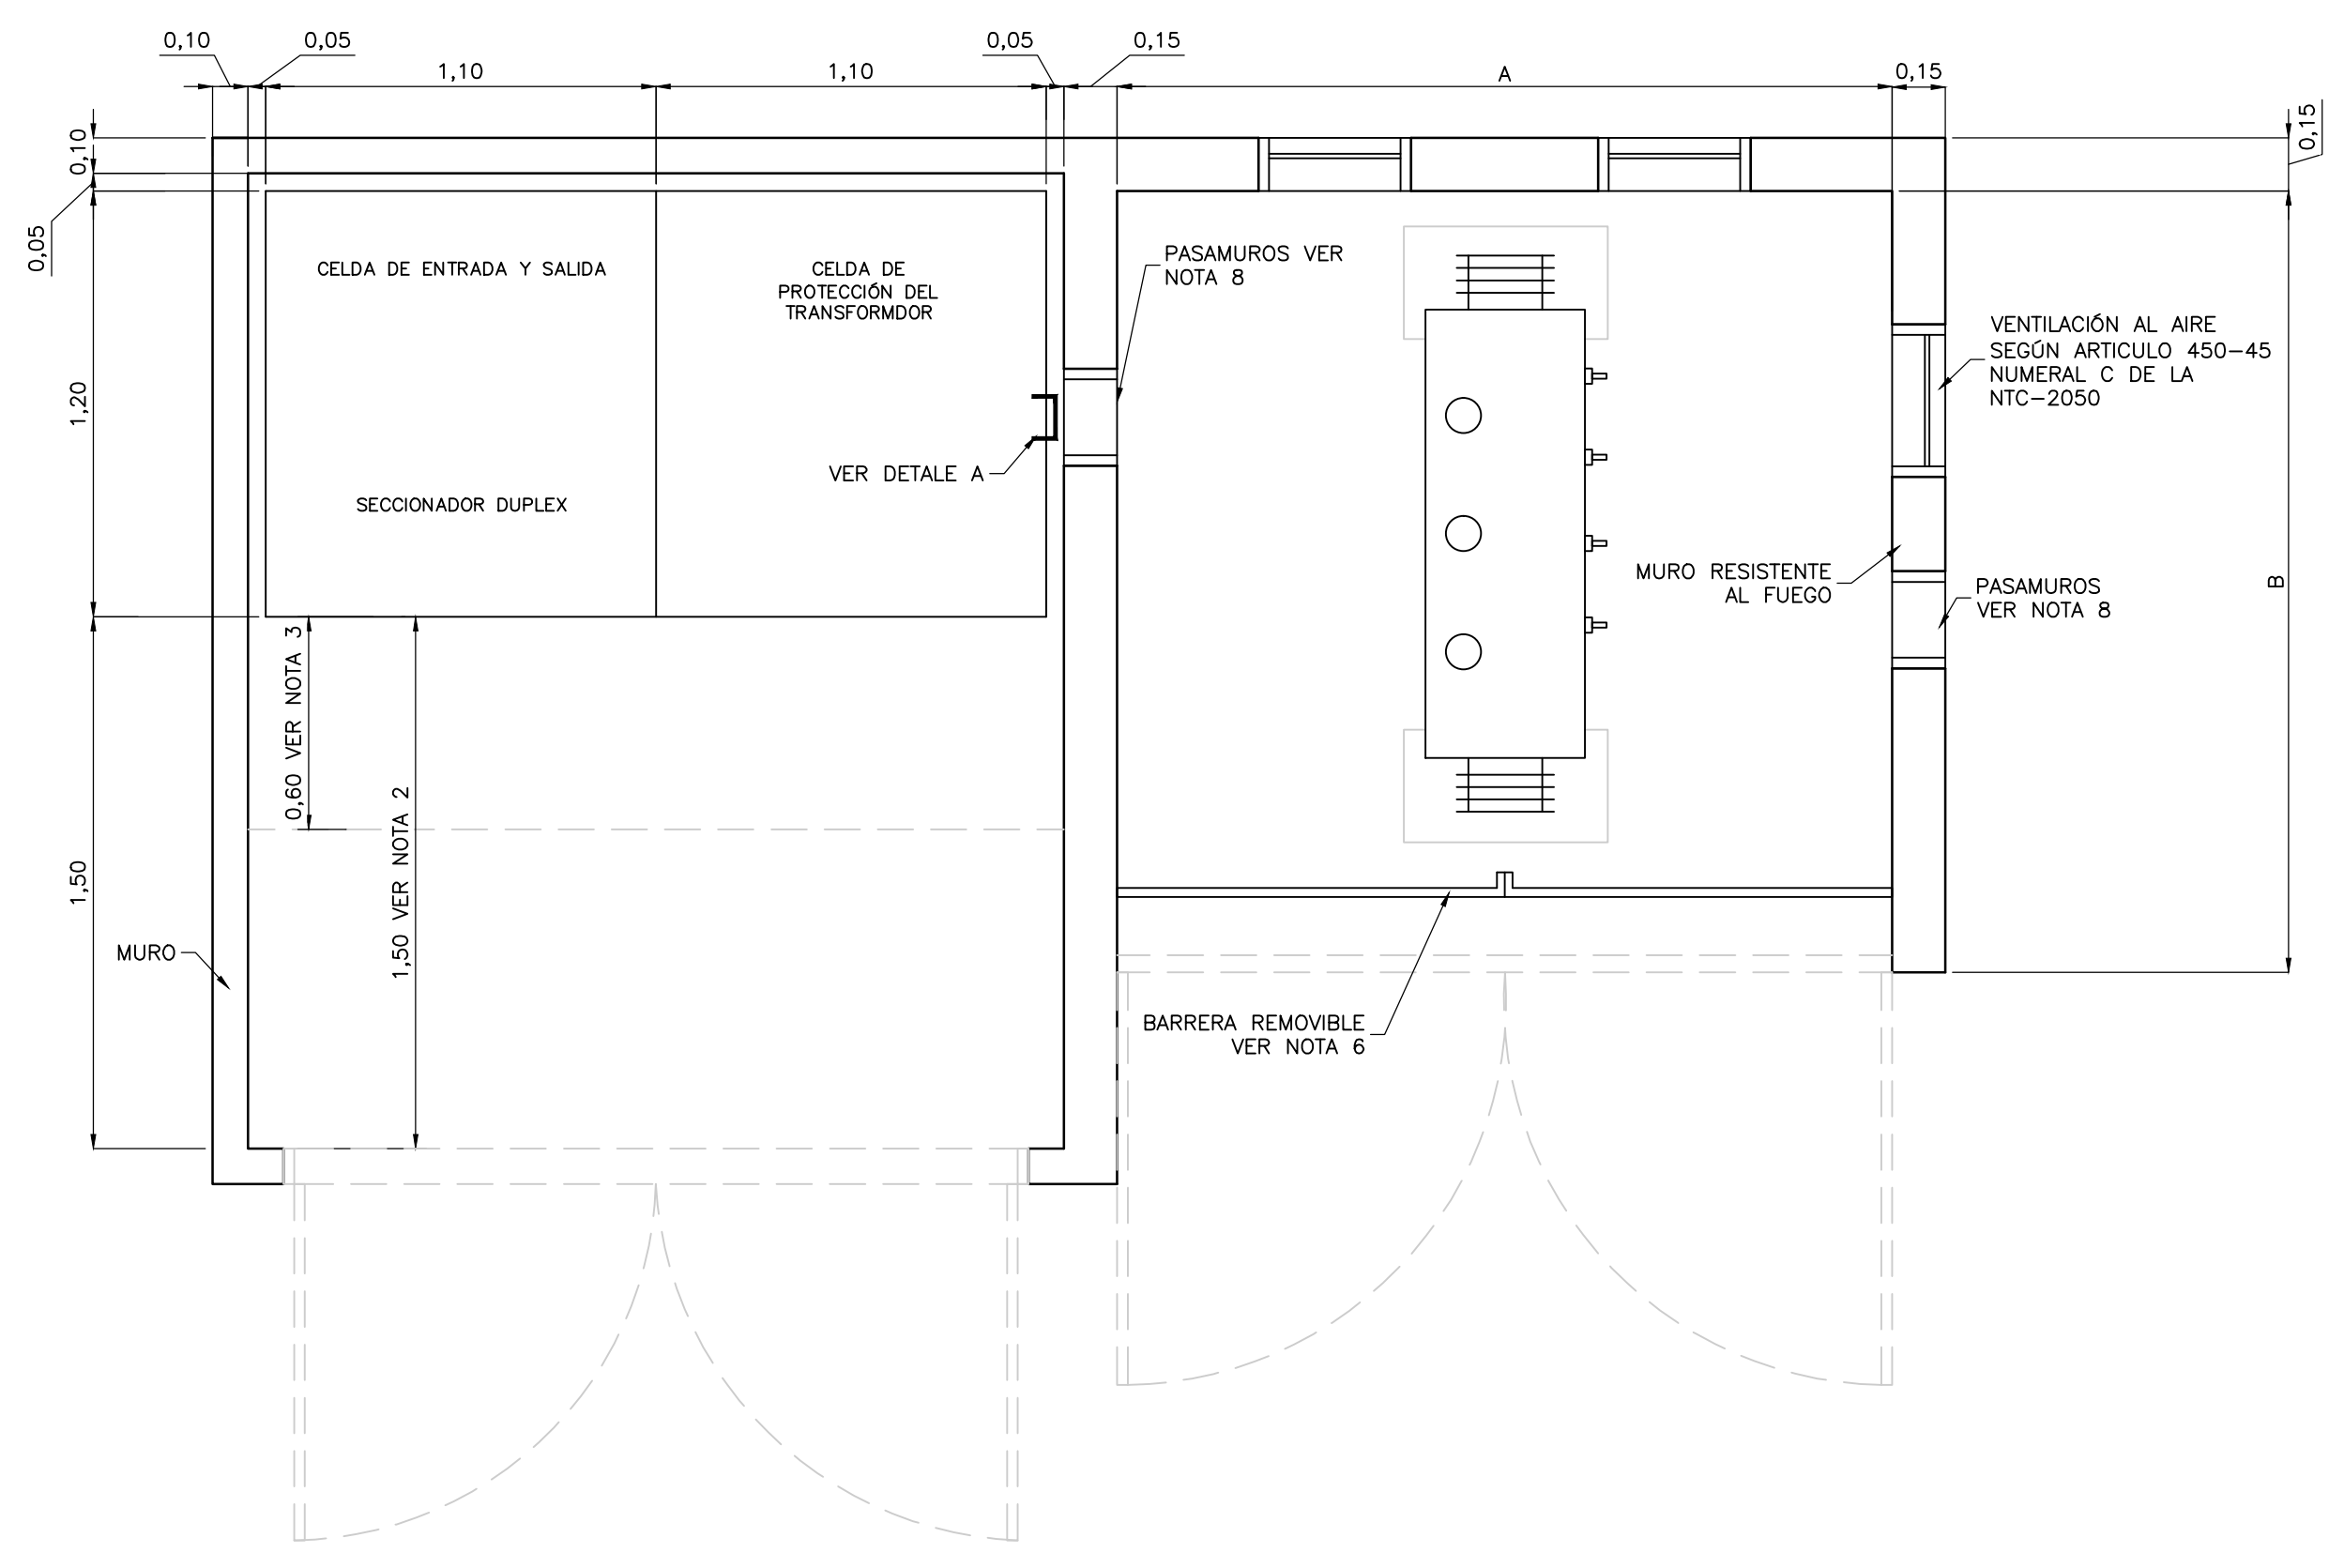 0,10
0,05
1,10
1,10
0,05
0,15
A
0,15
0,10
0,05
1,20
1,50
0,15
B
CELDA DE ENTRADA Y SALIDA
SECCIONADOR DUPLEX
CELDA DE
PROTECCIÓN DEL
TRANSFORMDOR
VER DETALE A
PASAMUROS VER
NOTA 8
VENTILACIÓN AL AIRE
SEGÚN ARTICULO 450-45
NUMERAL C DE LA
NTC-2050
MURO RESISTENTE
AL FUEGO
PASAMUROS
VER NOTA 8
0,60 VER NOTA 3
1,50 VER NOTA 2
MURO
BARRERA REMOVIBLE
VER NOTA 6